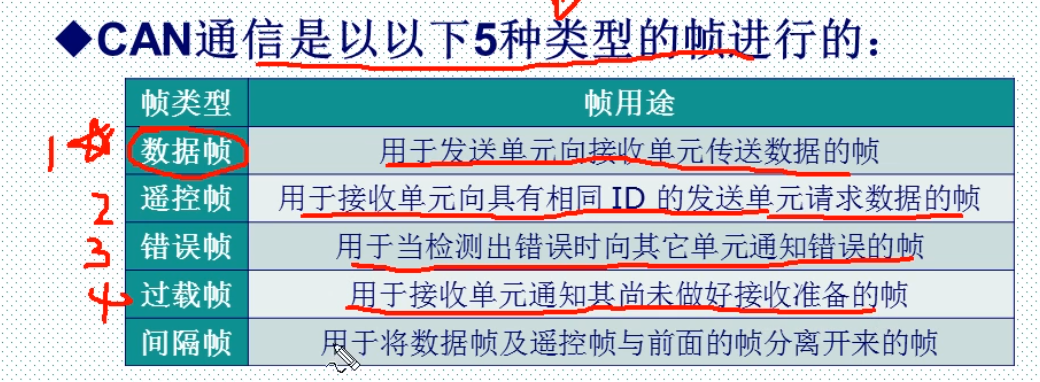 ◆CAN通信是以以下5种类型的帧进行的：
帧类型 帧用途
1 数据帧 用于发送单元向接收单元传送数据的帧
2 遥控帧 用于接收单元向具有相同 ID 的发送单元请求数据的帧
3 错误帧 用于当检测出错误时向其它单元通知错误的帧
4 过载帧 用于接收单元通知其尚未做好接收准备的帧
间隔帧 用于将数据帧及遥控帧与前面的帧分离开来的帧